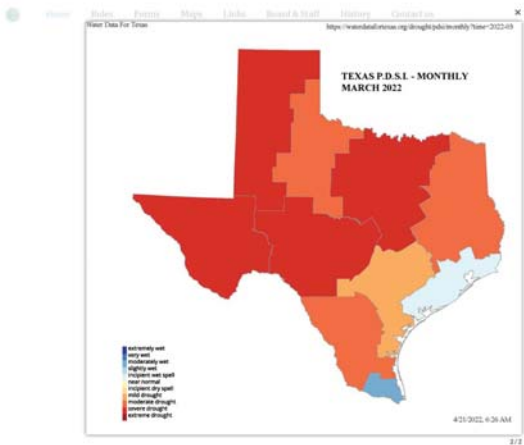 Home Rules Forms Maps Links Board & Staff History Contact us
×
Water Data For Texas
https://waterdatafortexas.org/drought/pdsi/monthly?time=2022-03
TEXAS P.D.S.I. - MONTHLY
MARCH 2022
extremely wet
very wet
moderately wet
slightly wet
incipient wet spell
near normal
incipient dry spell
mild drought
moderate drought
severe drought
extreme drought
4/21/2022, 6:26 AM
2/2